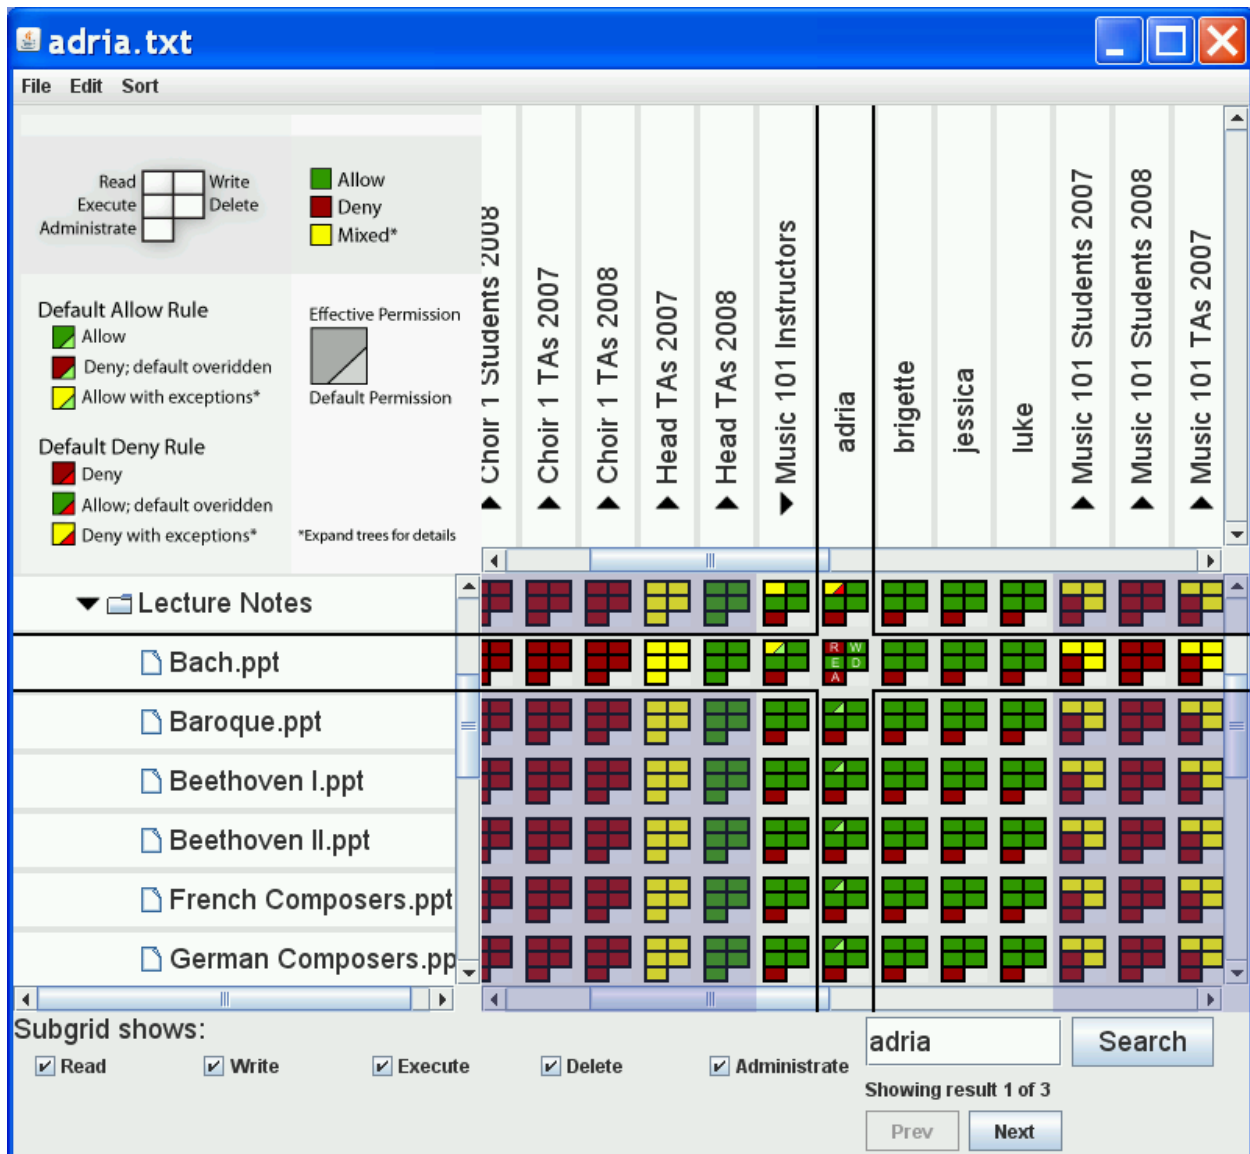 adria.txt
File Edit Sort
Read Write
Execute Delete
Administrate
Allow
Deny
Mixed*
Default Allow Rule
Allow
Deny; default overidden
Allow with exceptions*
Default Deny Rule
Deny
Allow; default overidden
Deny with exceptions*
Effective Permission
Default Permission
*Expand trees for details
Choir 1 Students 2008
Choir 1 TAs 2007
Choir 1 TAs 2008
Head TAs 2007
Head TAs 2008
Music 101 Instructors
adria
brigette
jessica
luke
Music 101 Students 2007
Music 101 Students 2008
Music 101 TAs 2007
Lecture Notes
Bach.ppt
R W
E D
A
Baroque.ppt
Beethoven I.ppt
Beethoven II.ppt
French Composers.ppt
German Composers.pp
Subgrid shows:
Read Write Execute Delete Administrate
adria Search
Showing result 1 of 3
Prev Next